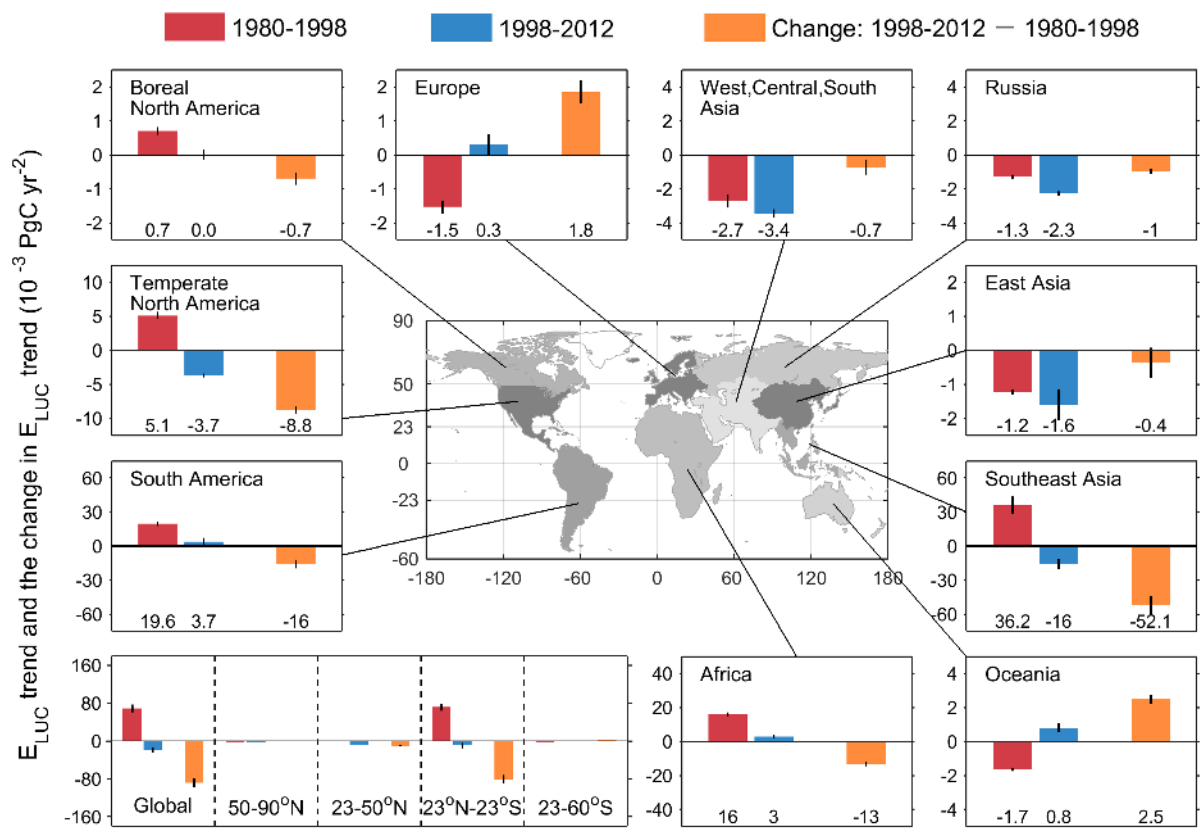 1980-1998
1998-2012
Change: 1998-2012 — 1980-1998
E_LUC trend and the change in E_LUC trend (10^-3 PgC yr^-2)
Boreal
North America
2
1
0
-1
-2
0.7 0.0 -0.7
Europe
2
1
0
-1
-2
-1.5 0.3 1.8
West,Central,South
Asia
4
2
0
-2
-4
-2.7 -3.4 -0.7
Russia
4
2
0
-2
-4
-1.3 -2.3 -1
Temperate
North America
10
5
0
-5
-10
5.1 -3.7 -8.8
90
50
23
0
-23
-60
-180 -120 -60 0 60 120 180
East Asia
2
1
0
-1
-2
-1.2 -1.6 -0.4
South America
60
30
0
-30
-60
19.6 3.7 -16
Southeast Asia
60
30
0
-30
-60
36.2 -16 -52.1
160
80
0
-80
-160
Global 50-90°N 23-50°N 23°N-23°S 23-60°S
Africa
40
20
0
-20
-40
16 3 -13
Oceania
4
2
0
-2
-4
-1.7 0.8 2.5